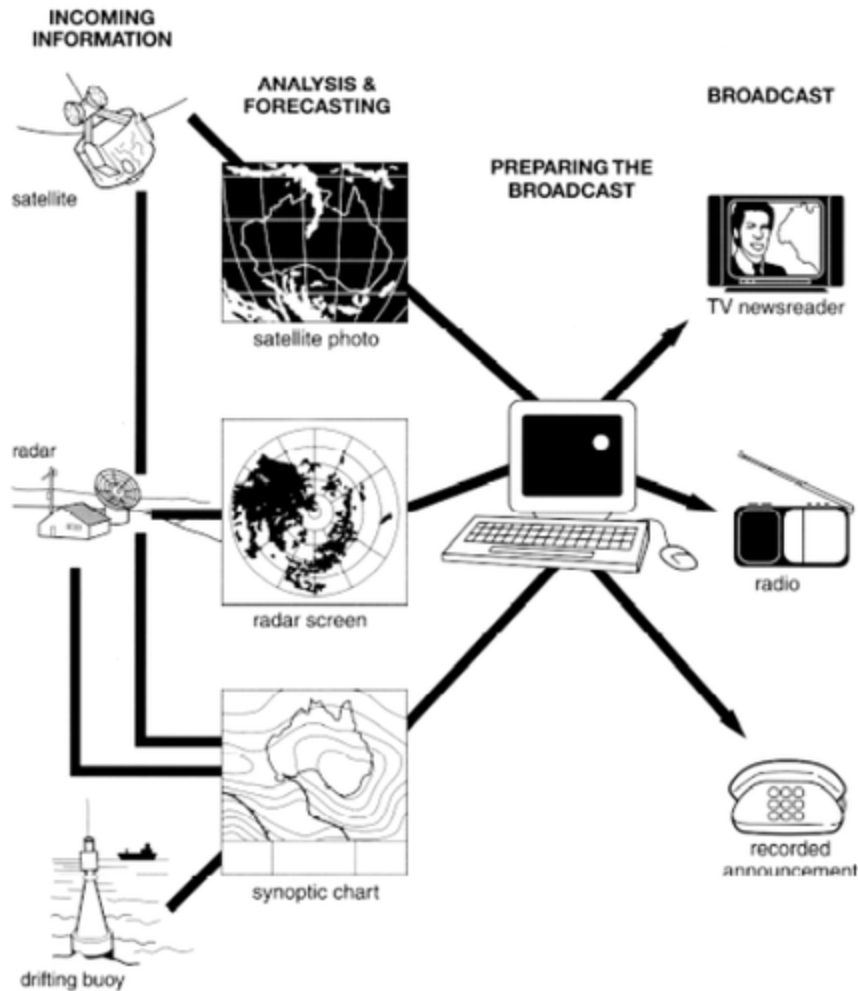 INCOMING
INFORMATION
ANALYSIS &
FORECASTING
PREPARING THE
BROADCAST
BROADCAST
satellite
satellite photo
TV newsreader
radar
radar screen
radio
synoptic chart
recorded
announcement
drifting buoy